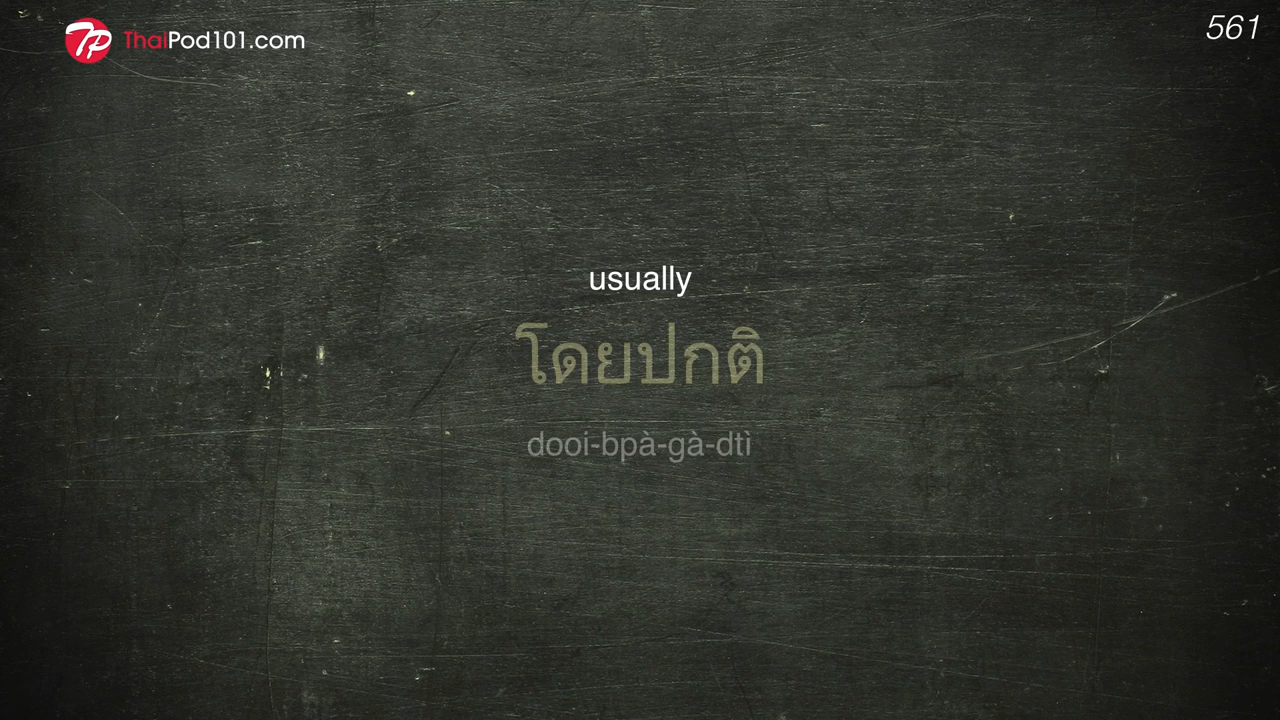 ThaiPod101.com
561
usually
โดยปกติ
dooi-bpà-gà-dtì